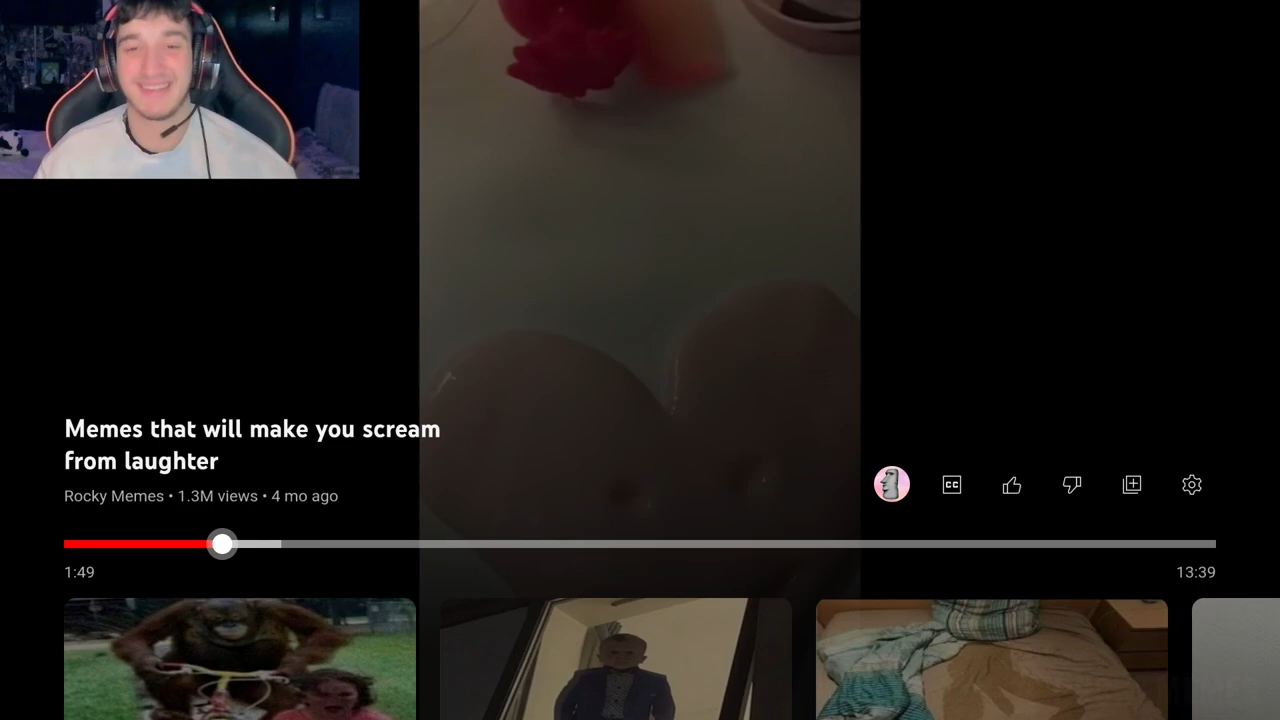 Memes that will make you scream
from laughter
Rocky Memes • 1.3M views • 4 mo ago
CC
1:49
13:39